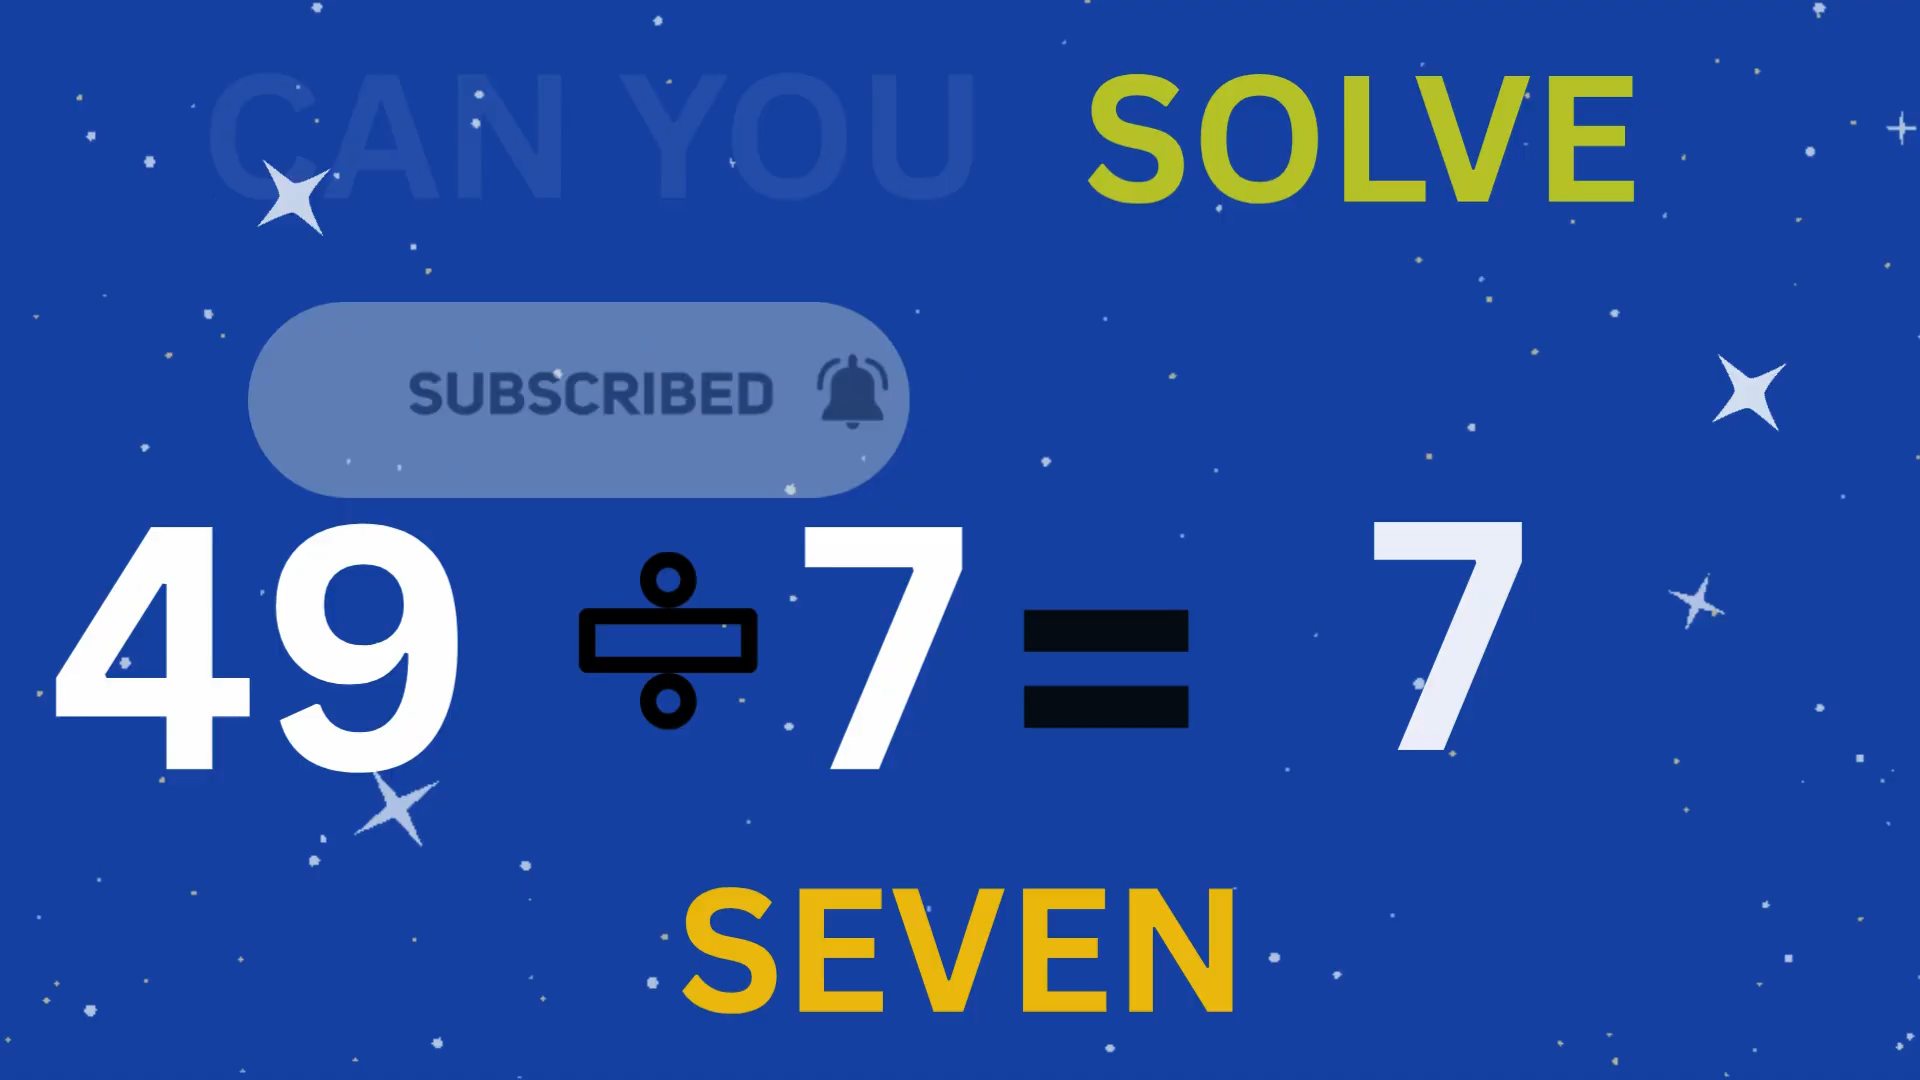 CAN YOU SOLVE
SUBSCRIBED
49 ÷ 7 = 7
SEVEN